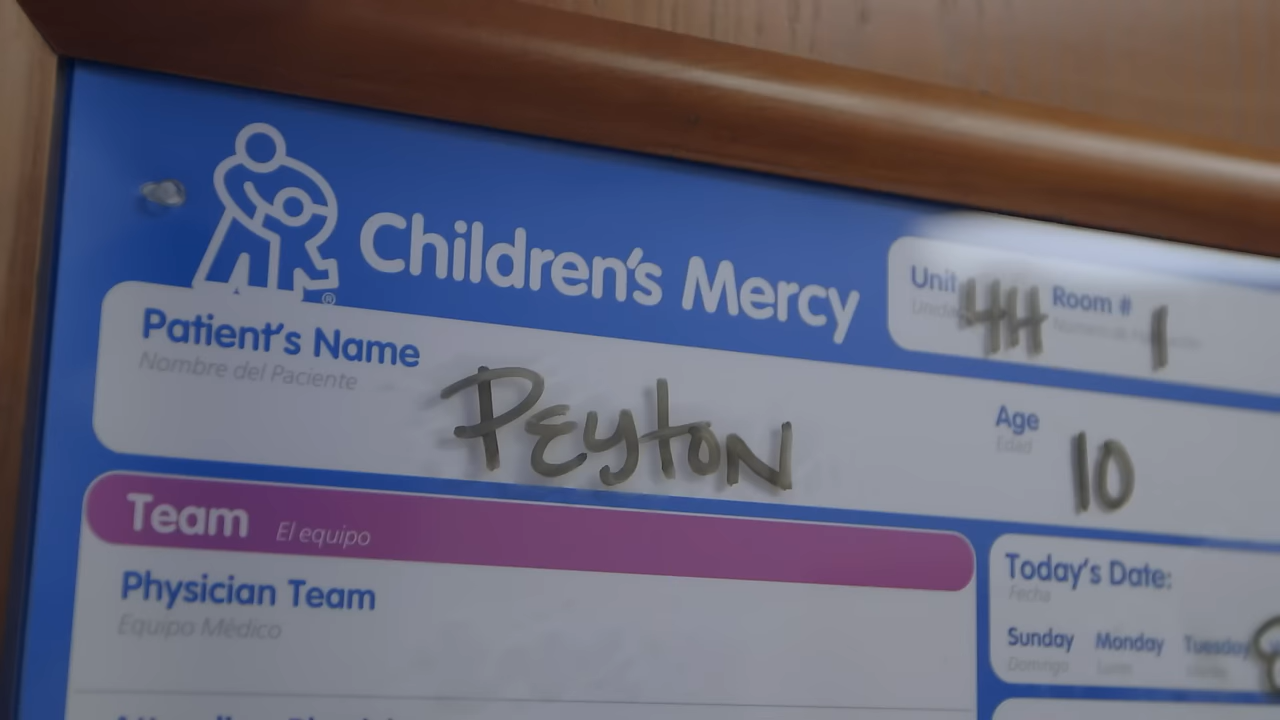 Children's Mercy
®
Unit 4H Room # 1
Unidad
Patient's Name
Nombre del Paciente
PEYTON
Age 10
Edad
Team El equipo
Physician Team
Equipo Médico
Today's Date:
Fecha
Sunday Monday Tuesday
Domingo Lunes